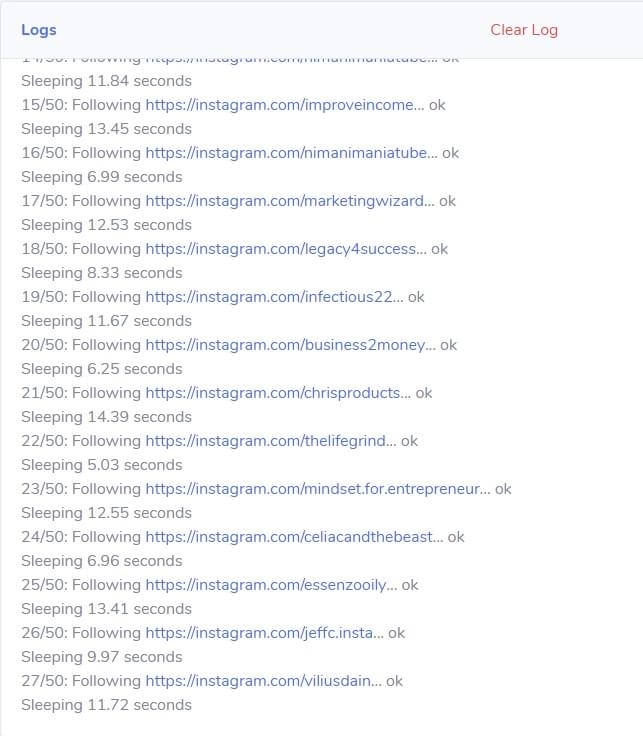 Logs
Clear Log
14/50: Following https://instagram.com/nimanimaniatube... ok
Sleeping 11.84 seconds
15/50: Following https://instagram.com/improveincome... ok
Sleeping 13.45 seconds
16/50: Following https://instagram.com/nimanimaniatube... ok
Sleeping 6.99 seconds
17/50: Following https://instagram.com/marketingwizard... ok
Sleeping 12.53 seconds
18/50: Following https://instagram.com/legacy4success... ok
Sleeping 8.33 seconds
19/50: Following https://instagram.com/infectious22... ok
Sleeping 11.67 seconds
20/50: Following https://instagram.com/business2money... ok
Sleeping 6.25 seconds
21/50: Following https://instagram.com/chrisproducts... ok
Sleeping 14.39 seconds
22/50: Following https://instagram.com/thelifegrind... ok
Sleeping 5.03 seconds
23/50: Following https://instagram.com/mindset.for.entrepreneur... ok
Sleeping 12.55 seconds
24/50: Following https://instagram.com/celiacandthebeast... ok
Sleeping 6.96 seconds
25/50: Following https://instagram.com/essenzooily... ok
Sleeping 13.41 seconds
26/50: Following https://instagram.com/jeffc.insta... ok
Sleeping 9.97 seconds
27/50: Following https://instagram.com/viliusdain... ok
Sleeping 11.72 seconds